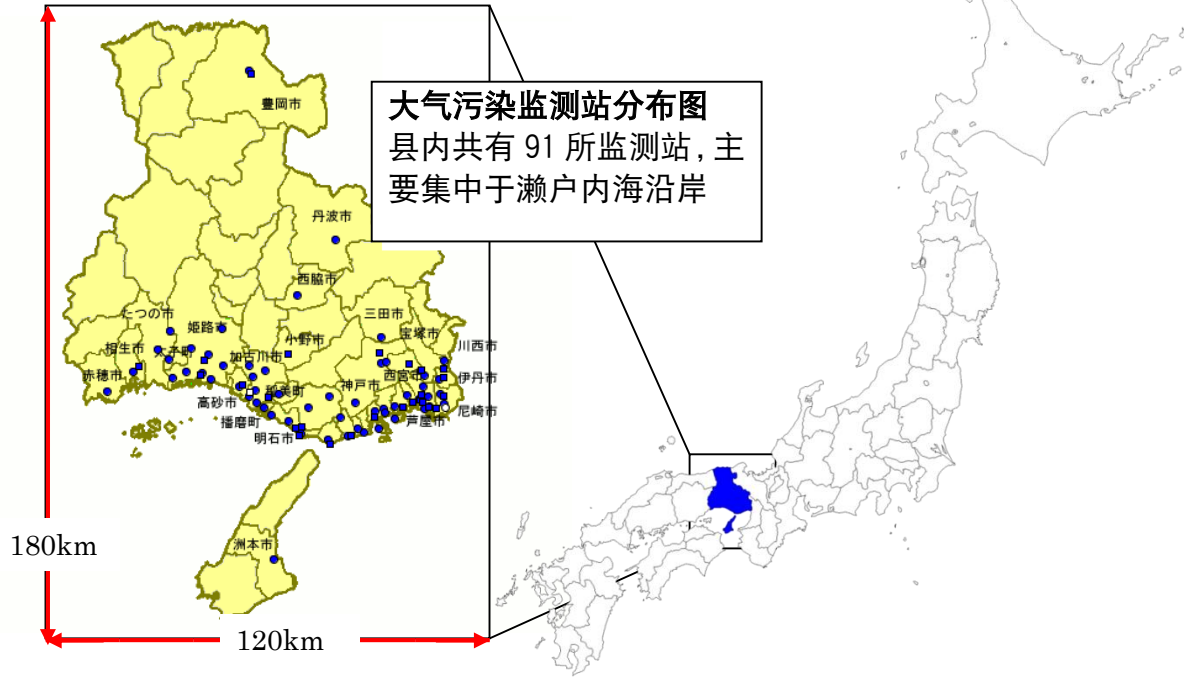 豊岡市
大气污染监测站分布图
县内共有 91 所监测站,主
要集中于濑户内海沿岸
丹波市
西脇市
たつの市
姫路市
三田市
宝塚市
小野市
川西市
相生市
太子町
加古川市
赤穂市
西宮市
伊丹市
神戸市
高砂市
尼崎市
播磨町
芦屋市
明石市
洲本市
180km
120km